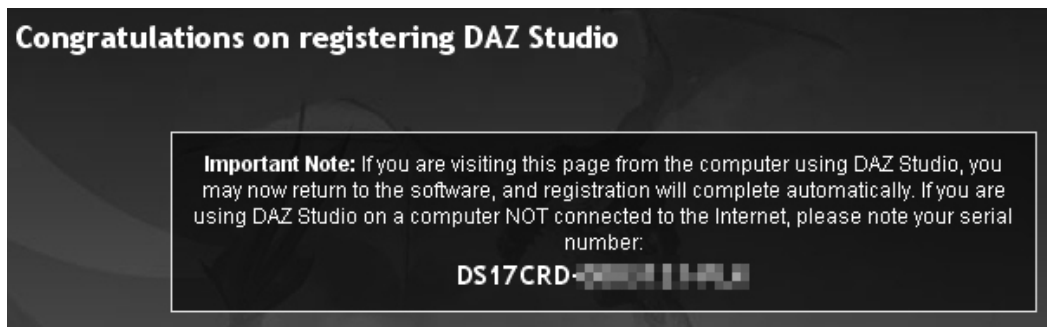 Congratulations on registering DAZ Studio
Important Note: If you are visiting this page from the computer using DAZ Studio, you
may now return to the software, and registration will complete automatically. If you are
using DAZ Studio on a computer NOT connected to the Internet, please note your serial
number:
DS17CRD-